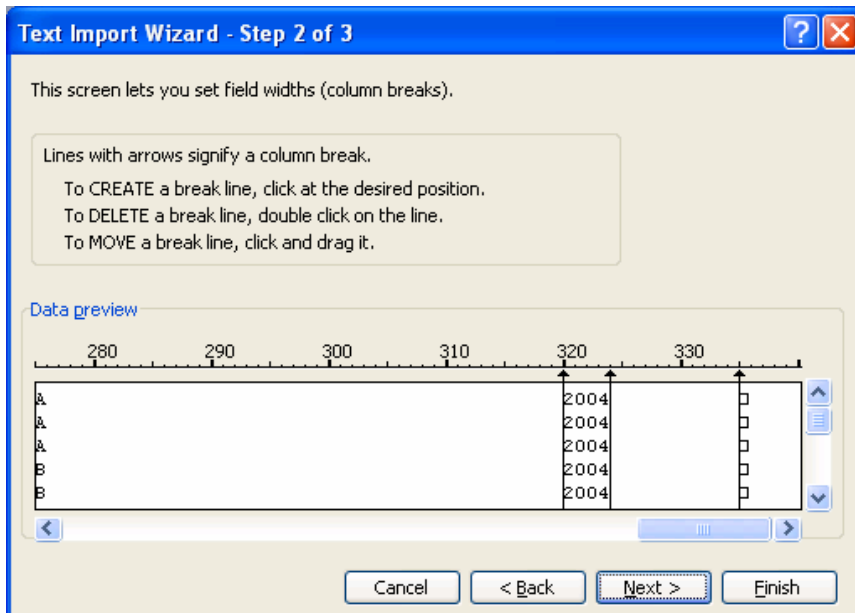 Text Import Wizard - Step 2 of 3
This screen lets you set field widths (column breaks).
Lines with arrows signify a column break.
To CREATE a break line, click at the desired position.
To DELETE a break line, double click on the line.
To MOVE a break line, click and drag it.
Data preview
280 290 300 310 320 330
A 2004
A 2004
A 2004
B 2004
B 2004
Cancel < Back Next > Finish